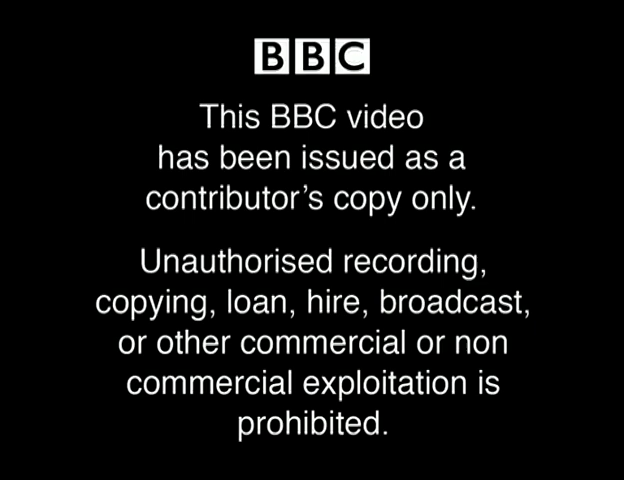 BBC
This BBC video
has been issued as a
contributor’s copy only.
Unauthorised recording,
copying, loan, hire, broadcast,
or other commercial or non
commercial exploitation is
prohibited.